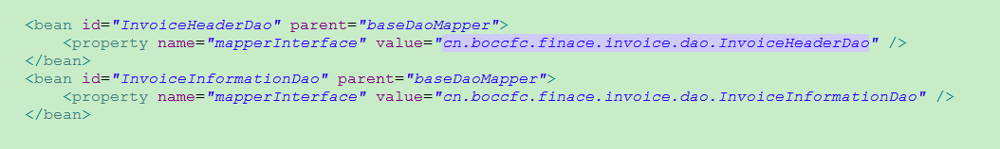 <bean id="InvoiceHeaderDao" parent="baseDaoMapper">
<property name="mapperInterface" value="cn.boccfc.finace.invoice.dao.InvoiceHeaderDao" />
</bean>
<bean id="InvoiceInformationDao" parent="baseDaoMapper">
<property name="mapperInterface" value="cn.boccfc.finace.invoice.dao.InvoiceInformationDao" />
</bean>